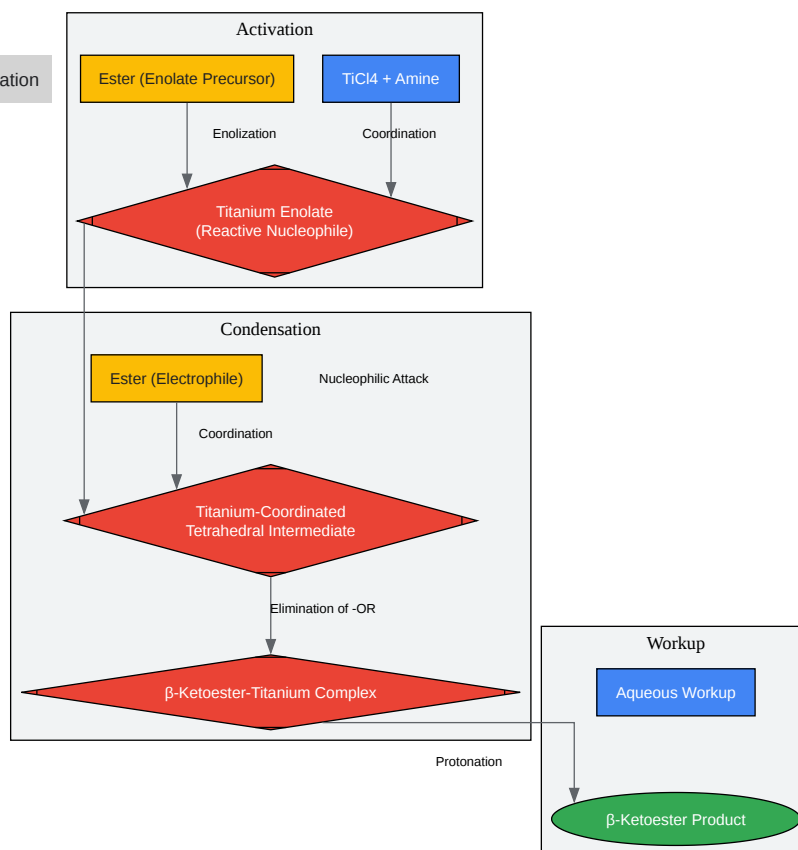 Activation
ation
Ester (Enolate Precursor)
TiCl4 + Amine
Enolization
Coordination
Titanium Enolate
(Reactive Nucleophile)
Condensation
Ester (Electrophile)
Nucleophilic Attack
Coordination
Titanium-Coordinated
Tetrahedral Intermediate
Elimination of -OR
β-Ketoester-Titanium Complex
Workup
Aqueous Workup
Protonation
β-Ketoester Product